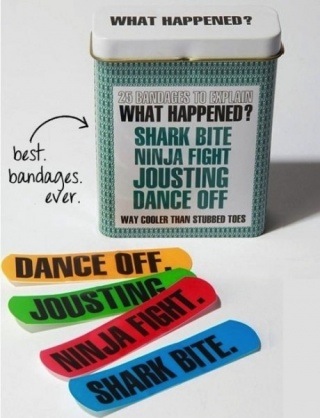 WHAT HAPPENED?
25 BANDAGES TO EXPLAIN
WHAT HAPPENED?
SHARK BITE
NINJA FIGHT
JOUSTING
DANCE OFF
WAY COOLER THAN STUBBED TOES
best.
bandages.
ever.
DANCE OFF.
JOUSTING.
NINJA FIGHT.
SHARK BITE.